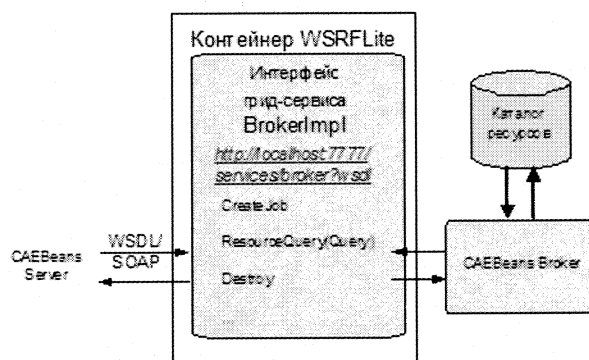 Контейнер WSRFLite
Интерфейс
грид-сервиса
BrokerImpl
http://localhost:7777/
services/broker?wsdl
CreateJob
ResourceQuery(Query)
Destroy
WSDL/
SOAP
CAEBeans
Server
Каталог
ресурсов
CAEBeans Broker